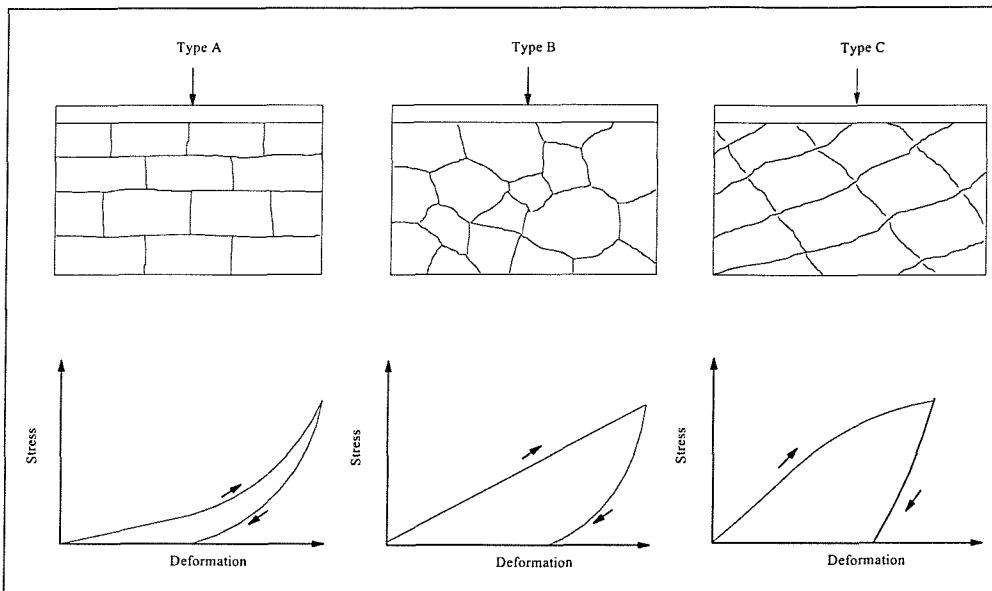 Type A
Type B
Type C
Stress
Stress
Stress
Deformation
Deformation
Deformation